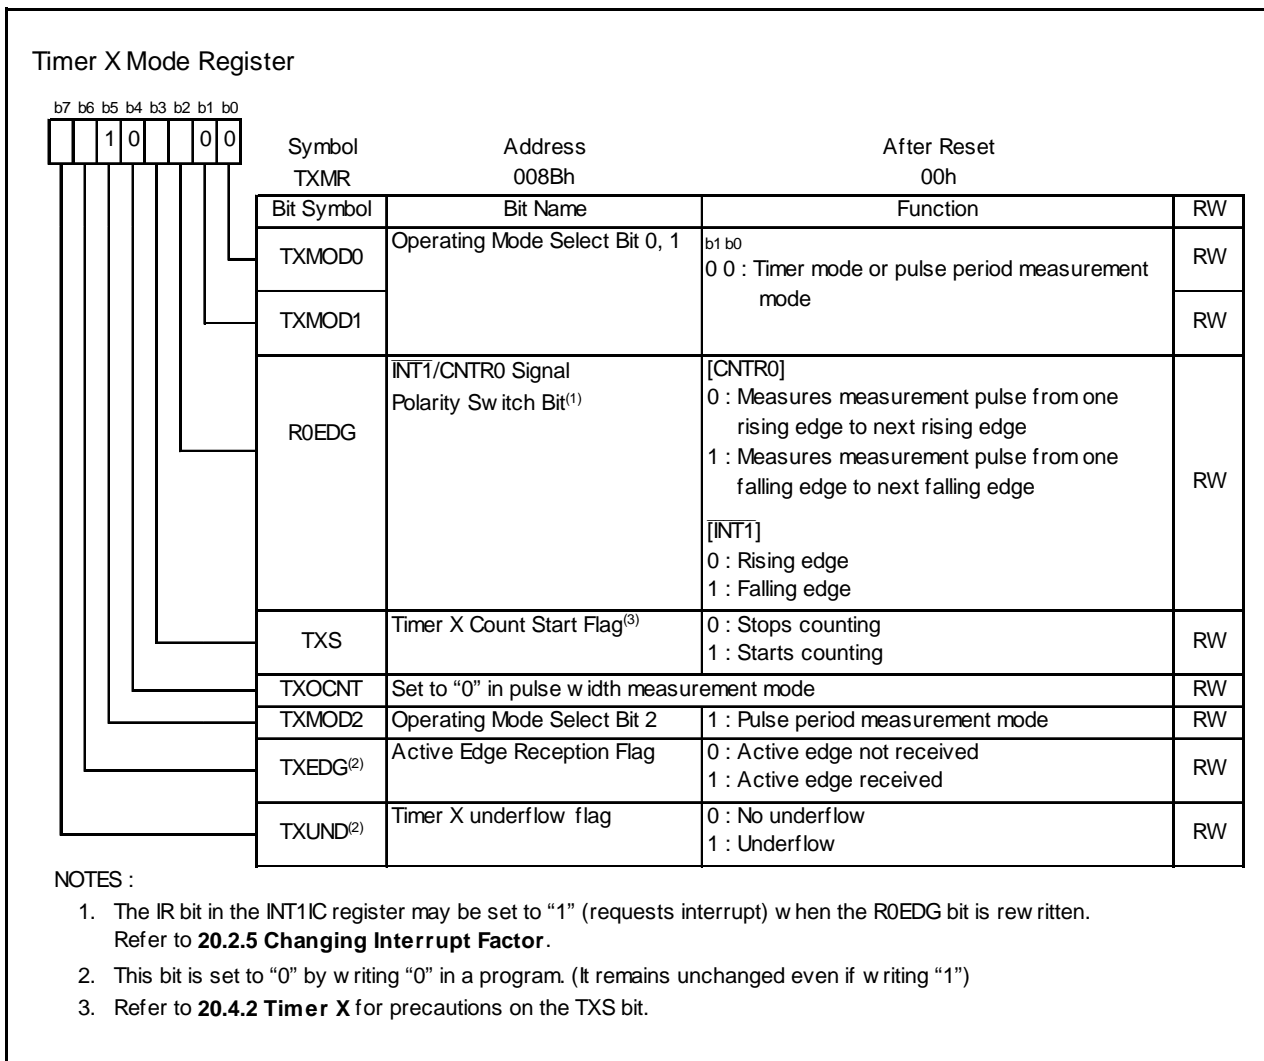 Timer X Mode Register
b7 b6 b5 b4 b3 b2 b1 b0
1 0 0 0
Symbol Address After Reset
TXMR 008Bh 00h
Bit Symbol Bit Name Function RW
TXMOD0 Operating Mode Select Bit 0, 1 b1 b0 RW
0 0 : Timer mode or pulse period measurement
mode
TXMOD1 RW
R0EDG INT1/CNTR0 Signal [CNTR0] RW
Polarity Switch Bit(1) 0 : Measures measurement pulse from one
rising edge to next rising edge
1 : Measures measurement pulse from one
falling edge to next falling edge
[INT1]
0 : Rising edge
1 : Falling edge
TXS Timer X Count Start Flag(3) 0 : Stops counting RW
1 : Starts counting
TXOCNT Set to “0” in pulse width measurement mode RW
TXMOD2 Operating Mode Select Bit 2 1 : Pulse period measurement mode RW
TXEDG(2) Active Edge Reception Flag 0 : Active edge not received RW
1 : Active edge received
TXUND(2) Timer X underflow flag 0 : No underflow RW
1 : Underflow
NOTES :
1. The IR bit in the INT1IC register may be set to “1” (requests interrupt) when the R0EDG bit is rewritten.
Refer to 20.2.5 Changing Interrupt Factor.
2. This bit is set to “0” by writing “0” in a program. (It remains unchanged even if writing “1”)
3. Refer to 20.4.2 Timer X for precautions on the TXS bit.